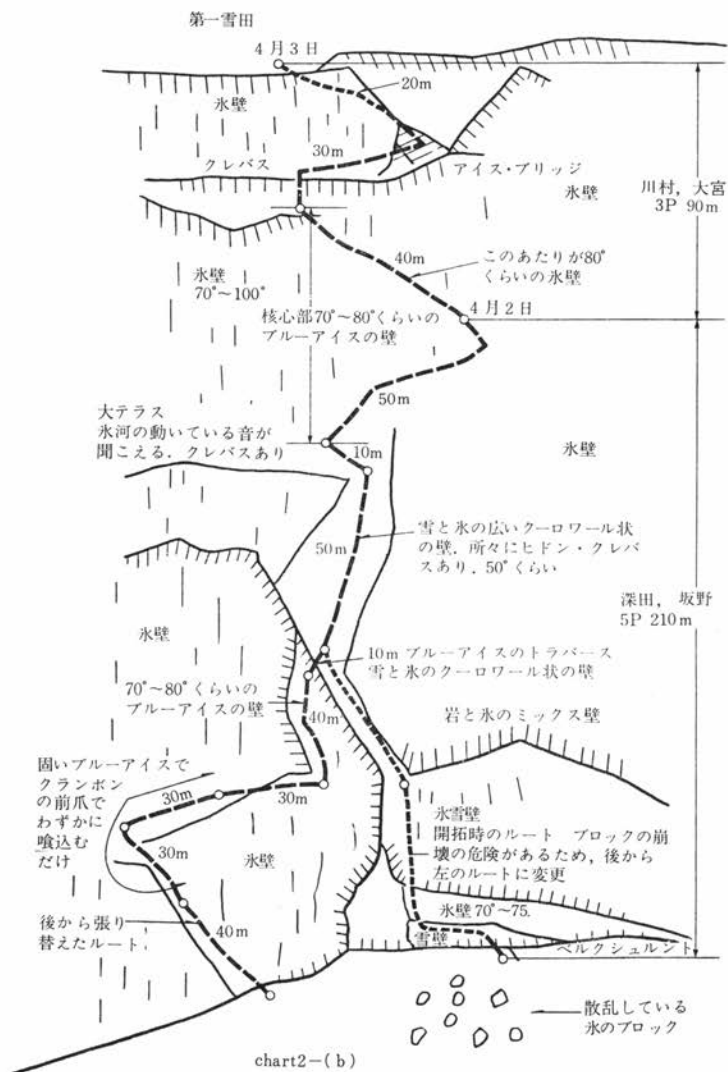 第一雪田
4月3日
20m
氷壁
30m
クレバス
アイス・ブリッジ
氷壁
川村，大宮
3P 90m
40m
このあたりが80°
くらいの氷壁
氷壁
70°～100°
4月2日
核心部70°～80°くらいの
ブルーアイスの壁
50m
大テラス
氷河の動いている音が
聞こえる．クレバスあり
10m
氷壁
50m
雪と氷の広いクーロワール状
の壁．所々にヒドン・クレバ
スあり．50°くらい
深田，坂野
5P 210m
氷壁
10m ブルーアイスのトラバース
雪と氷のクーロワール状の壁
70°～80°くらいの
ブルーアイスの壁
40m
岩と氷のミックス壁
固いブルーアイスで
クランポン
の前爪で
わずかに
喰込む
だけ
30m
30m
氷雪壁
開拓時のルート　ブロックの崩
壊の危険があるため，後から
左のルートに変更
30m
氷壁
氷壁70°～75.
後から張り
替えたルート
40m
雪壁
ベルクシュルント
散乱している
氷のブロック
chart2-(b)